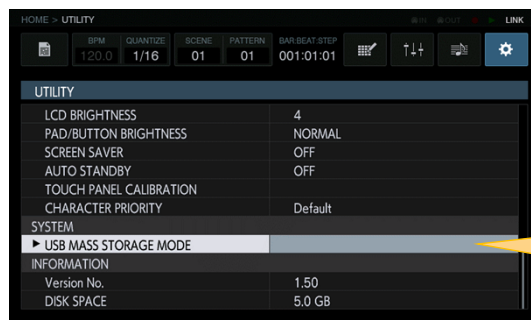 HOME > UTILITY IN OUT LINK
BPM QUANTIZE SCENE PATTERN BAR:BEAT:STEP
120.0 1/16 01 01 001:01:01
UTILITY
LCD BRIGHTNESS 4
PAD/BUTTON BRIGHTNESS NORMAL
SCREEN SAVER OFF
AUTO STANDBY OFF
TOUCH PANEL CALIBRATION
CHARACTER PRIORITY Default
SYSTEM
USB MASS STORAGE MODE
INFORMATION
Version No. 1.50
DISK SPACE 5.0 GB